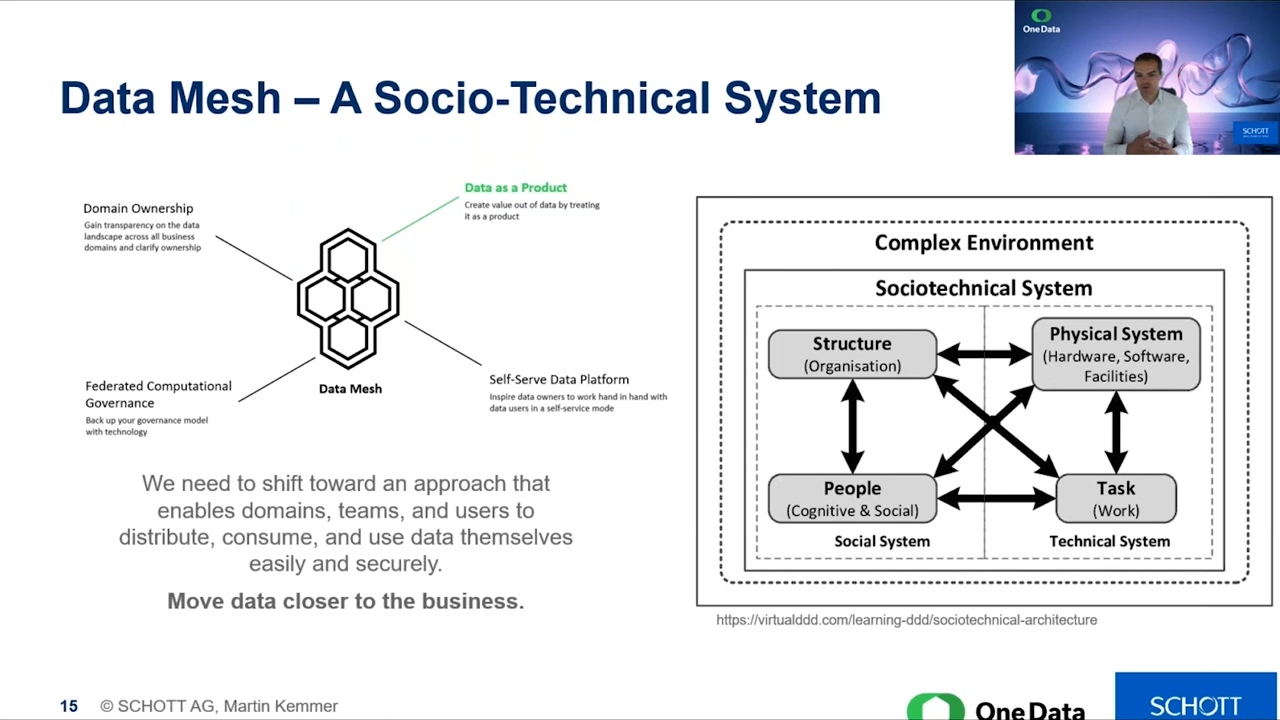 One Data
SCHOTT
Data Mesh – A Socio-Technical System
Domain Ownership
Gain transparency on the data
landscape across all business
domains and clarify ownership
Data as a Product
Create value out of data by treating
it as a product
Federated Computational
Governance
Back up your governance model
with technology
Data Mesh
Self-Serve Data Platform
Inspire data owners to work hand in hand with
data users in a self-service mode
We need to shift toward an approach that
enables domains, teams, and users to
distribute, consume, and use data themselves
easily and securely.
Move data closer to the business.
Complex Environment
Sociotechnical System
Structure
(Organisation)
Physical System
(Hardware, Software,
Facilities)
People
(Cognitive & Social)
Task
(Work)
Social System
Technical System
https://virtualddd.com/learning-ddd/sociotechnical-architecture
15 © SCHOTT AG, Martin Kemmer
One Data
SCHOTT